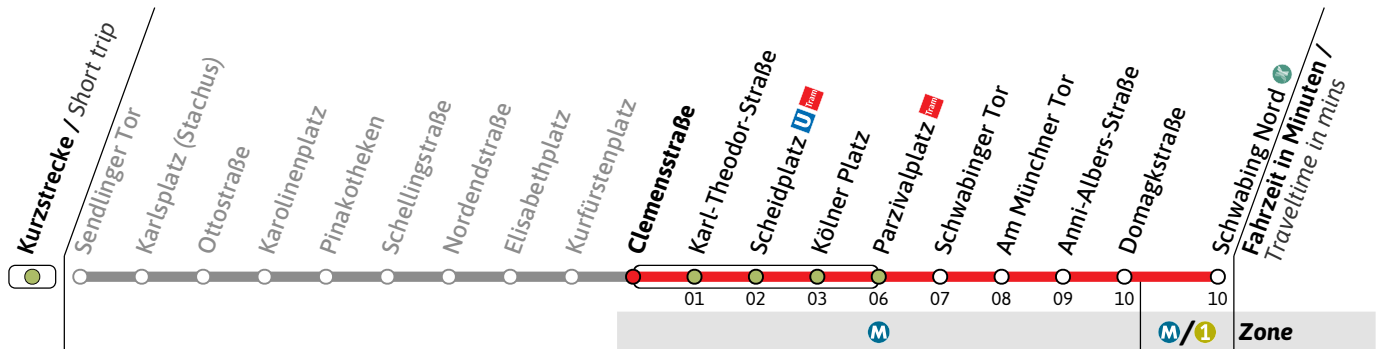 Kurzstrecke / Short trip
Sendlinger Tor
Karlsplatz (Stachus)
Ottostraße
Karolinenplatz
Pinakotheken
Schellingstraße
Nordendstraße
Elisabethplatz
Kurfürstenplatz
Clemensstraße
Karl-Theodor-Straße
Scheidplatz U Tram
Kölner Platz
Parzivalplatz Tram
Schwabinger Tor
Am Münchner Tor
Anni-Albers-Straße
Domagkstraße
Schwabing Nord
Fahrzeit in Minuten /
Traveltime in mins
01 02 03 06 07 08 09 10 10
M M/1 Zone